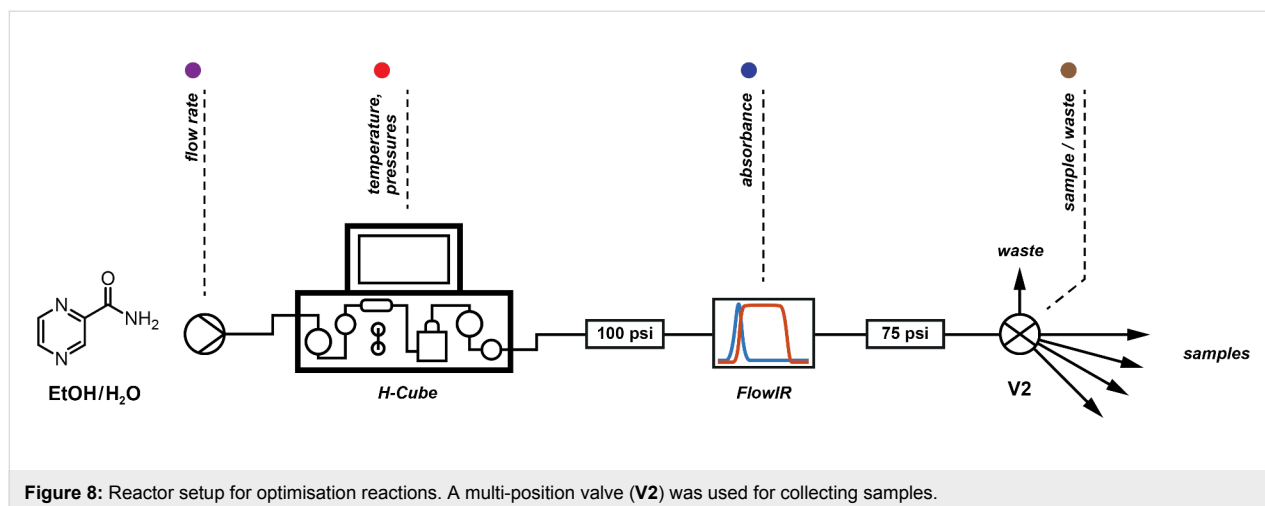 flow rate
temperature,
pressures
absorbance
sample / waste
N
N
O
NH₂
EtOH/H₂O
H-Cube
100 psi
FlowIR
75 psi
waste
V2
samples
Figure 8: Reactor setup for optimisation reactions. A multi-position valve (V2) was used for collecting samples.